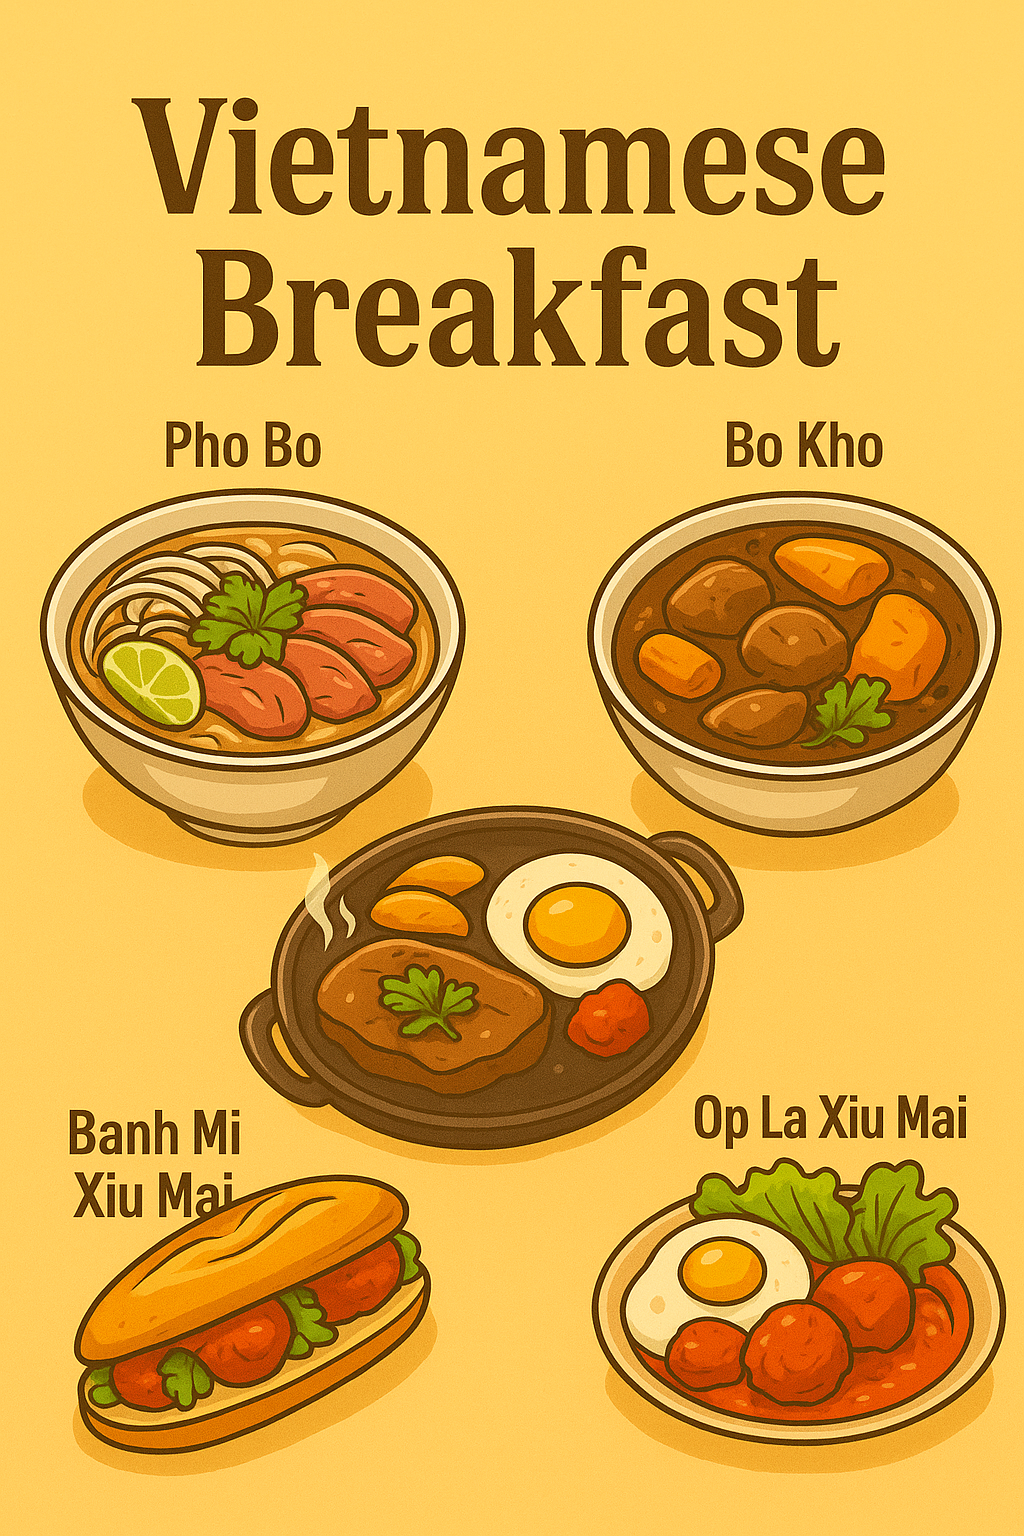 Vietnamese
Breakfast
Pho Bo
Bo Kho
Banh Mi
Xiu Mai
Op La Xiu Mai